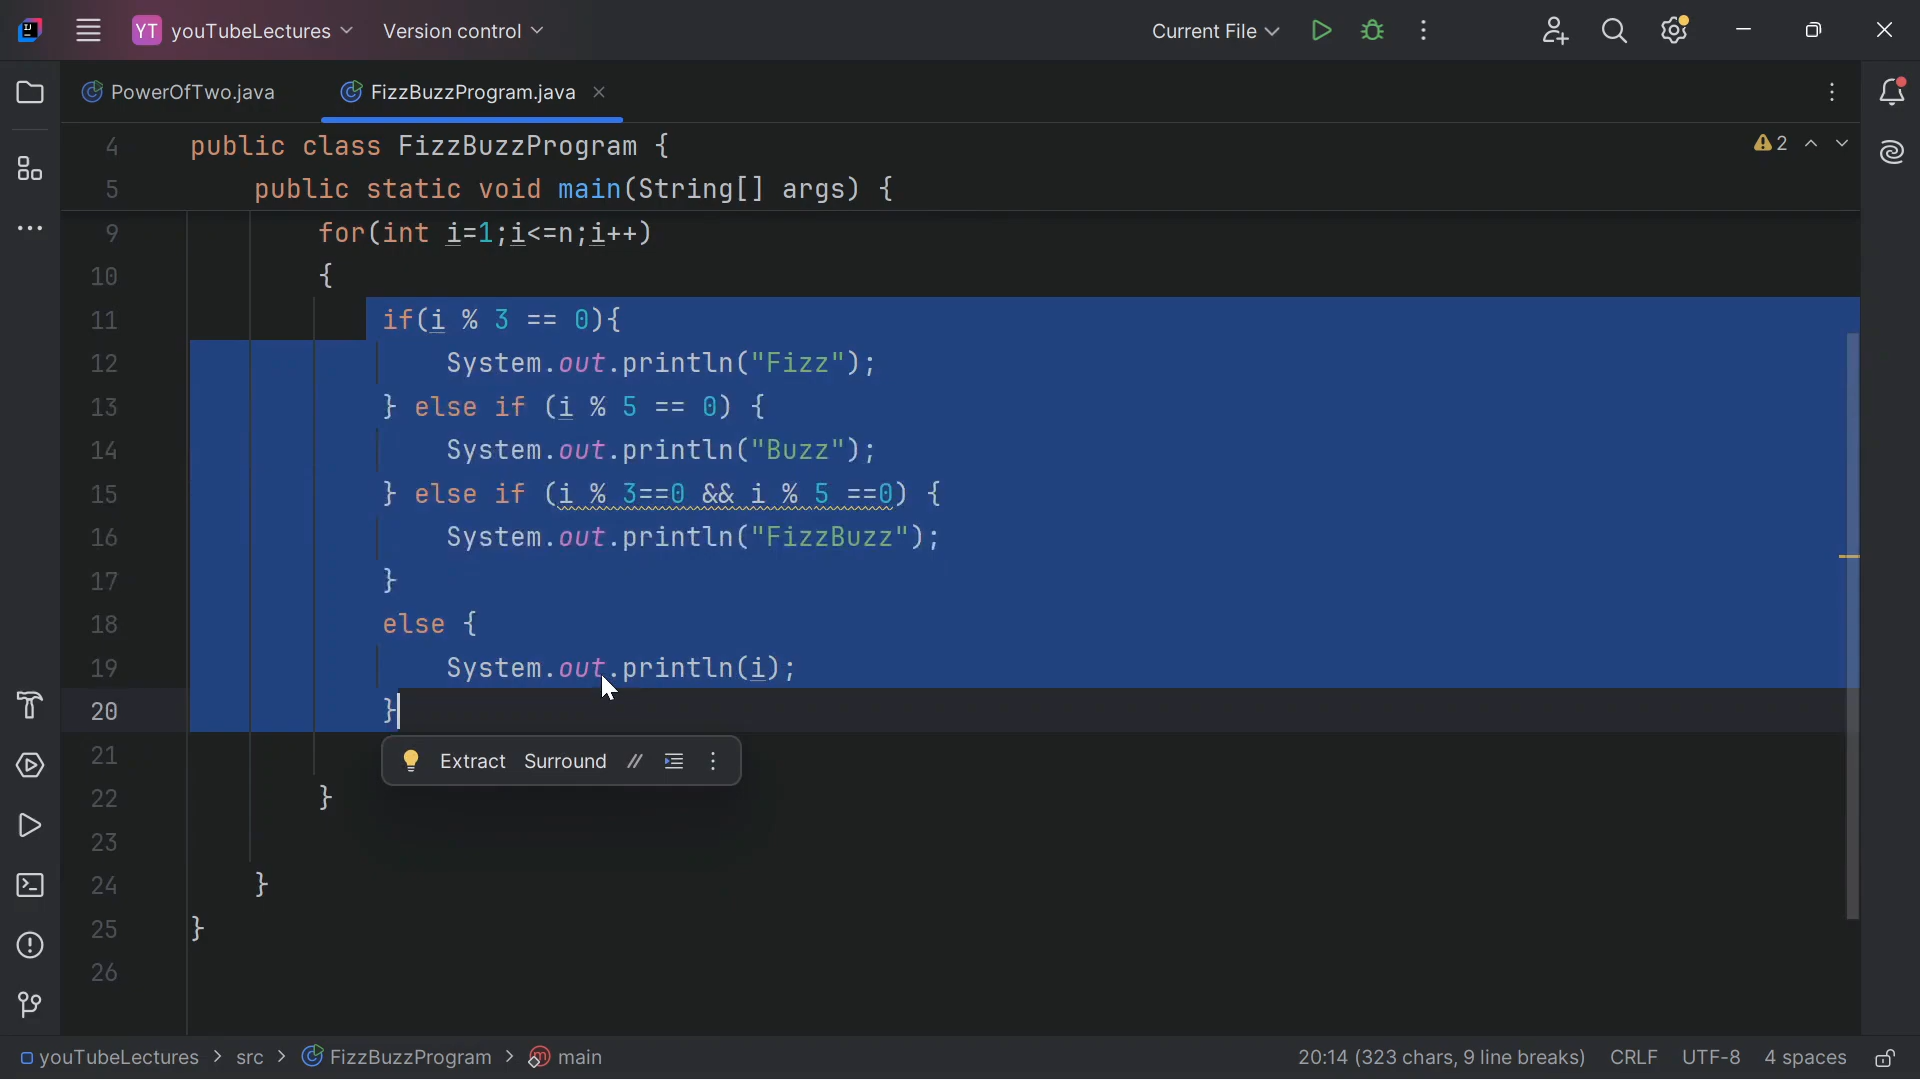 YT youTubeLectures Version control Current File
PowerOfTwo.java FizzBuzzProgram.java
4 public class FizzBuzzProgram {
5 public static void main(String[] args) {
2
9 for(int i=1;i<=n;i++)
10 {
11 if(i % 3 == 0){
12 System.out.println("Fizz");
13 } else if (i % 5 == 0) {
14 System.out.println("Buzz");
15 } else if (i % 3==0 && i % 5 ==0) {
16 System.out.println("FizzBuzz");
17 }
18 else {
19 System.out.println(i);
20 }
21
Extract Surround //
22 }
23
24 }
25 }
26
youTubeLectures > src > FizzBuzzProgram > main 20:14 (323 chars, 9 line breaks) CRLF UTF-8 4 spaces